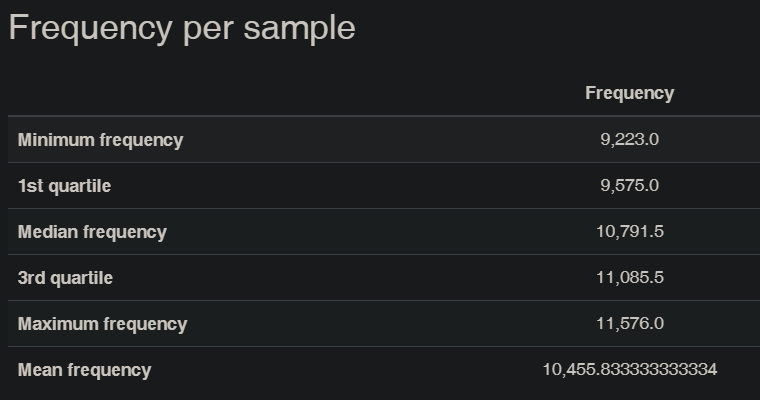 Frequency per sample
Frequency
Minimum frequency 9,223.0
1st quartile 9,575.0
Median frequency 10,791.5
3rd quartile 11,085.5
Maximum frequency 11,576.0
Mean frequency 10,455.833333333334